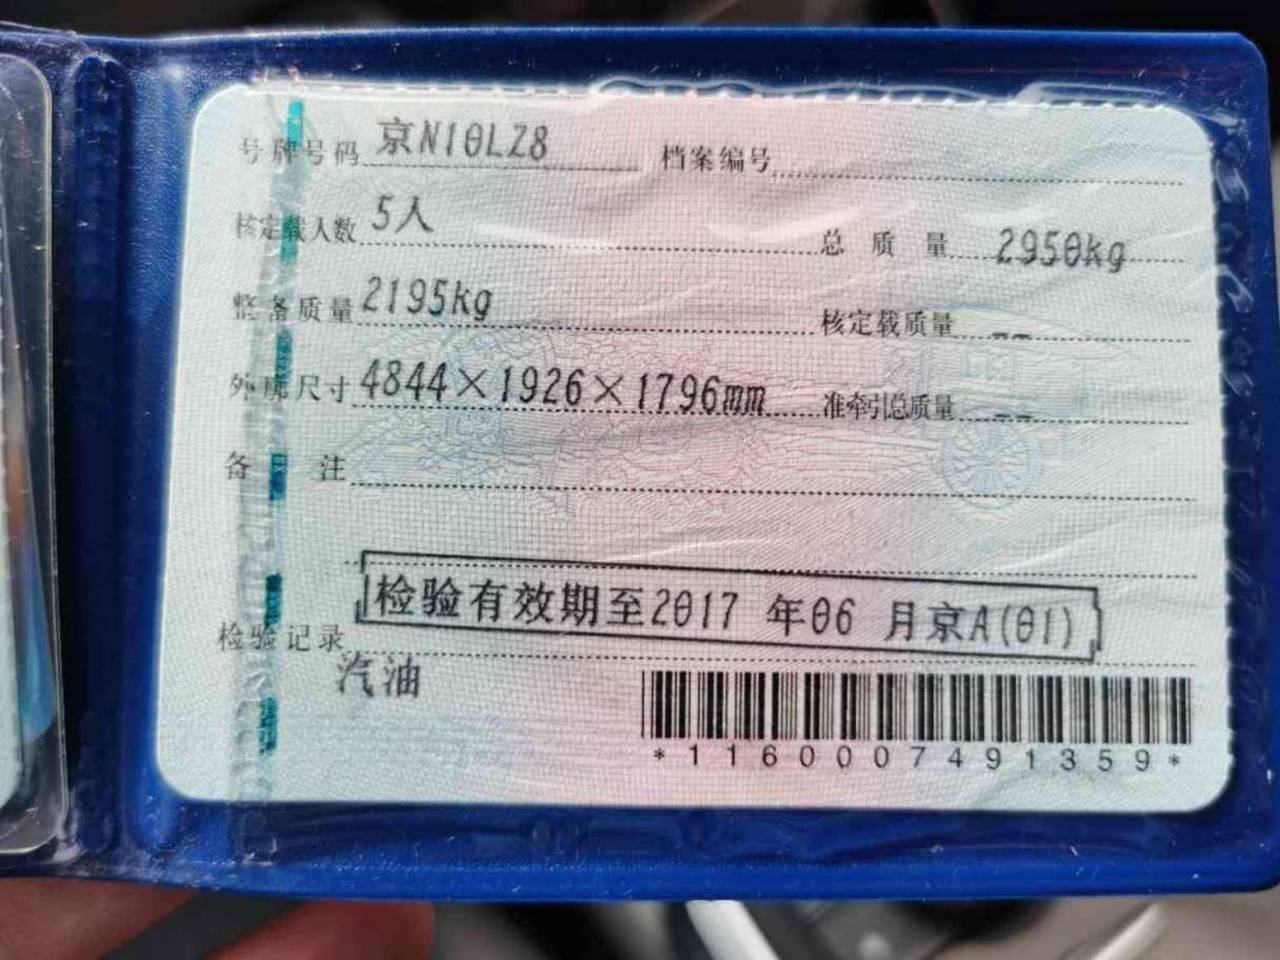 号牌号码 京N10LZ8 档案编号
核定载人数 5人 总质量 2950kg
整备质量 2195kg 核定载质量 --
外廓尺寸 4844×1926×1796mm 准牵引总质量 --
备注
检验有效期至2017 年06 月京A(01)
检验记录
汽油
*1160007491359*